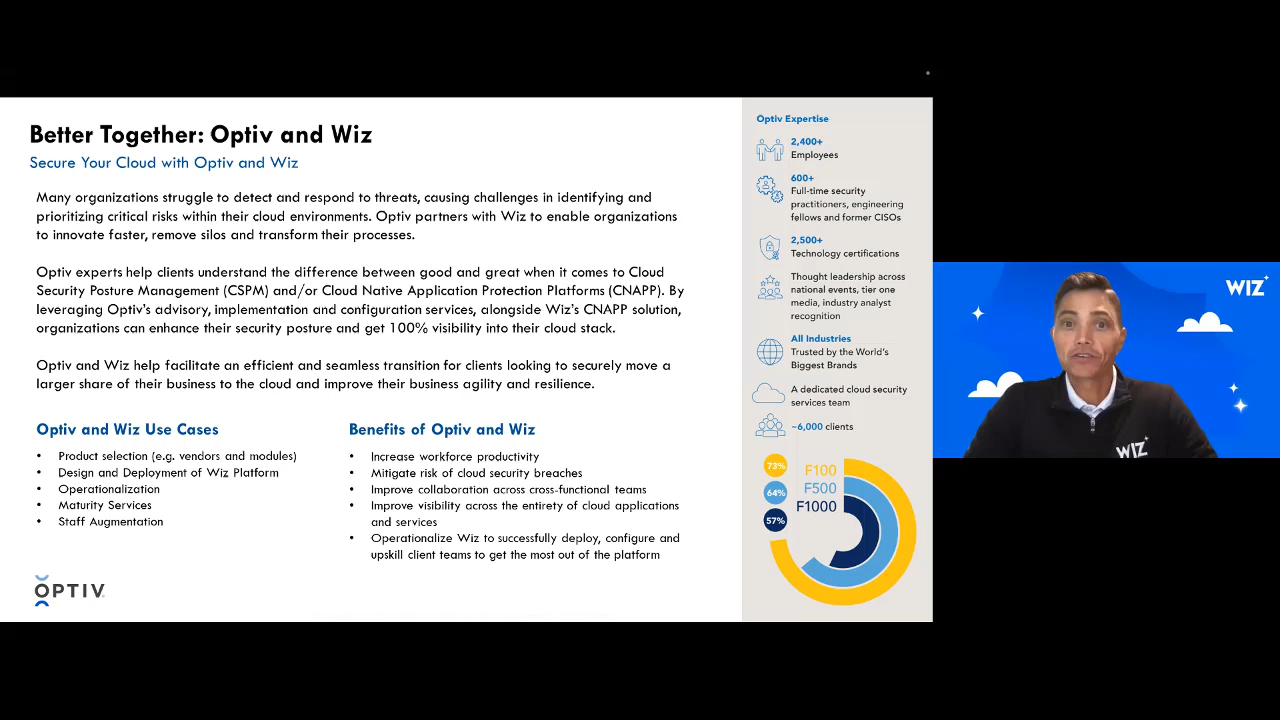 Better Together: Optiv and Wiz
Secure Your Cloud with Optiv and Wiz
Many organizations struggle to detect and respond to threats, causing challenges in identifying and
prioritizing critical risks within their cloud environments. Optiv partners with Wiz to enable organizations
to innovate faster, remove silos and transform their processes.
Optiv experts help clients understand the difference between good and great when it comes to Cloud
Security Posture Management (CSPM) and/or Cloud Native Application Protection Platforms (CNAPP). By
leveraging Optiv's advisory, implementation and configuration services, alongside Wiz's CNAPP solution,
organizations can enhance their security posture and get 100% visibility into their cloud stack.
Optiv and Wiz help facilitate an efficient and seamless transition for clients looking to securely move a
larger share of their business to the cloud and improve their business agility and resilience.
Optiv and Wiz Use Cases
• Product selection (e.g. vendors and modules)
• Design and Deployment of Wiz Platform
• Operationalization
• Maturity Services
• Staff Augmentation
Benefits of Optiv and Wiz
• Increase workforce productivity
• Mitigate risk of cloud security breaches
• Improve collaboration across cross-functional teams
• Improve visibility across the entirety of cloud applications
and services
• Operationalize Wiz to successfully deploy, configure and
upskill client teams to get the most out of the platform
OPTIV
Optiv Expertise
2,400+
Employees
600+
Full-time security
practitioners, engineering
fellows and former CISOs
2,500+
Technology certifications
Thought leadership across
national events, tier one
media, industry analyst
recognition
All Industries
Trusted by the World's
Biggest Brands
A dedicated cloud security
services team
~6,000 clients
73% F100
64% F500
57% F1000
WIZ
WIZ